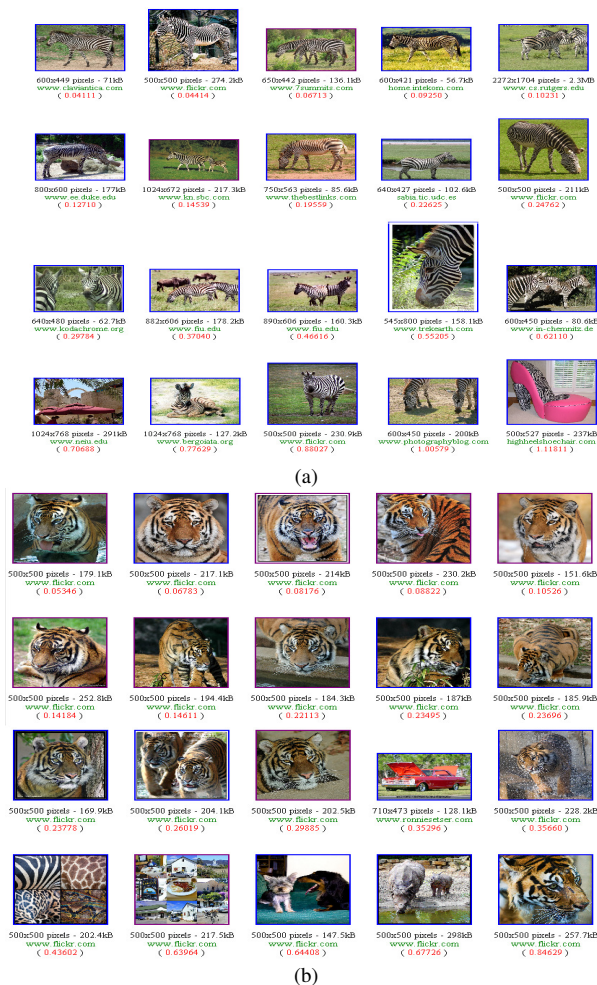 600x449 pixels - 71kB 500x500 pixels - 274.2kB 650x442 pixels - 136.1kB 600x421 pixels - 56.7kB 2272x1704 pixels - 2.3MB
www.claviantica.com www.flickr.com www.7summits.com home.intekom.com www.cs.rutgers.edu
( 0.04111 ) ( 0.04414 ) ( 0.06713 ) ( 0.09250 ) ( 0.10231 )
800x600 pixels - 177kB 1024x672 pixels - 217.3kB 750x563 pixels - 85.6kB 640x427 pixels - 102.6kB 500x500 pixels - 211kB
www.ee.duke.edu www.kn.sbc.com www.thebestlinks.com sabia.tic.udc.es www.flickr.com
( 0.12710 ) ( 0.14539 ) ( 0.19559 ) ( 0.22625 ) ( 0.24762 )
640x480 pixels - 62.7kB 882x606 pixels - 178.2kB 890x606 pixels - 160.3kB 545x800 pixels - 158.1kB 600x450 pixels - 80.6kB
www.kodachrome.org www.fiu.edu www.fiu.edu www.trekearth.com www.in-chemnitz.de
( 0.29784 ) ( 0.37040 ) ( 0.46616 ) ( 0.55205 ) ( 0.62110 )
1024x768 pixels - 291kB 1024x768 pixels - 127.2kB 500x500 pixels - 230.9kB 600x450 pixels - 200kB 500x527 pixels - 237kB
www.neiu.edu www.bergoiata.org www.flickr.com www.photographyblog.com highheelshoechair.com
( 0.70688 ) ( 0.77629 ) ( 0.88027 ) ( 1.00579 ) ( 1.11811 )
(a)
500x500 pixels - 179.1kB 500x500 pixels - 217.1kB 500x500 pixels - 214kB 500x500 pixels - 230.2kB 500x500 pixels - 151.6kB
www.flickr.com www.flickr.com www.flickr.com www.flickr.com www.flickr.com
( 0.05346 ) ( 0.06783 ) ( 0.08176 ) ( 0.08822 ) ( 0.10526 )
500x500 pixels - 252.8kB 500x500 pixels - 194.4kB 500x500 pixels - 184.3kB 500x500 pixels - 187kB 500x500 pixels - 185.9kB
www.flickr.com www.flickr.com www.flickr.com www.flickr.com www.flickr.com
( 0.14184 ) ( 0.14611 ) ( 0.22113 ) ( 0.23495 ) ( 0.23696 )
500x500 pixels - 169.9kB 500x500 pixels - 204.1kB 500x500 pixels - 202.5kB 710x473 pixels - 128.1kB 500x500 pixels - 228.2kB
www.flickr.com www.flickr.com www.flickr.com www.ronniesetser.com www.flickr.com
( 0.23778 ) ( 0.26019 ) ( 0.29885 ) ( 0.35296 ) ( 0.35660 )
500x500 pixels - 202.4kB 500x500 pixels - 217.5kB 500x500 pixels - 147.5kB 500x500 pixels - 298kB 500x500 pixels - 257.7kB
www.flickr.com www.flickr.com www.flickr.com www.flickr.com www.flickr.com
( 0.43602 ) ( 0.63964 ) ( 0.64408 ) ( 0.67726 ) ( 0.84629 )
(b)